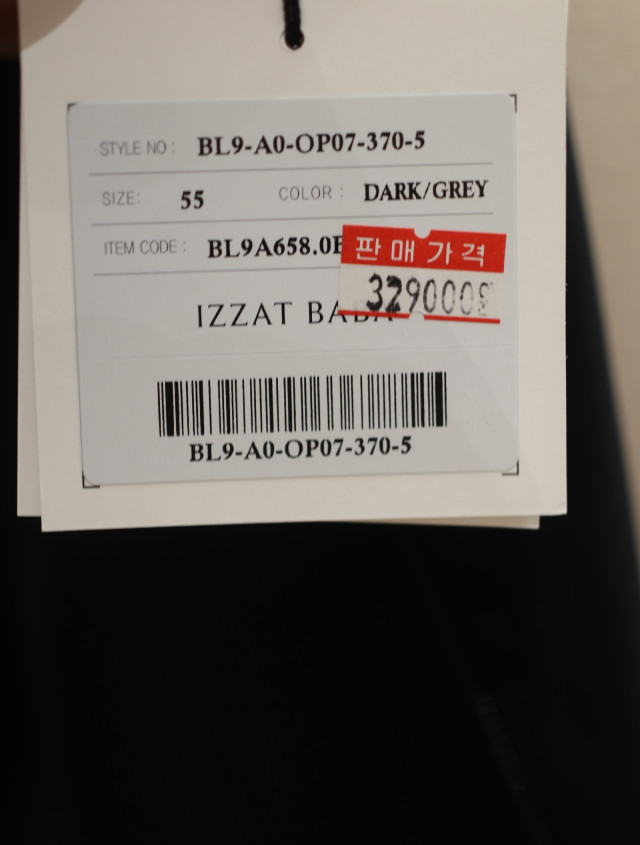 STYLE NO : BL9-A0-OP07-370-5
SIZE: 55 COLOR : DARK/GREY
ITEM CODE : BL9A658.0
판매가격
329000
IZZAT
BL9-A0-OP07-370-5